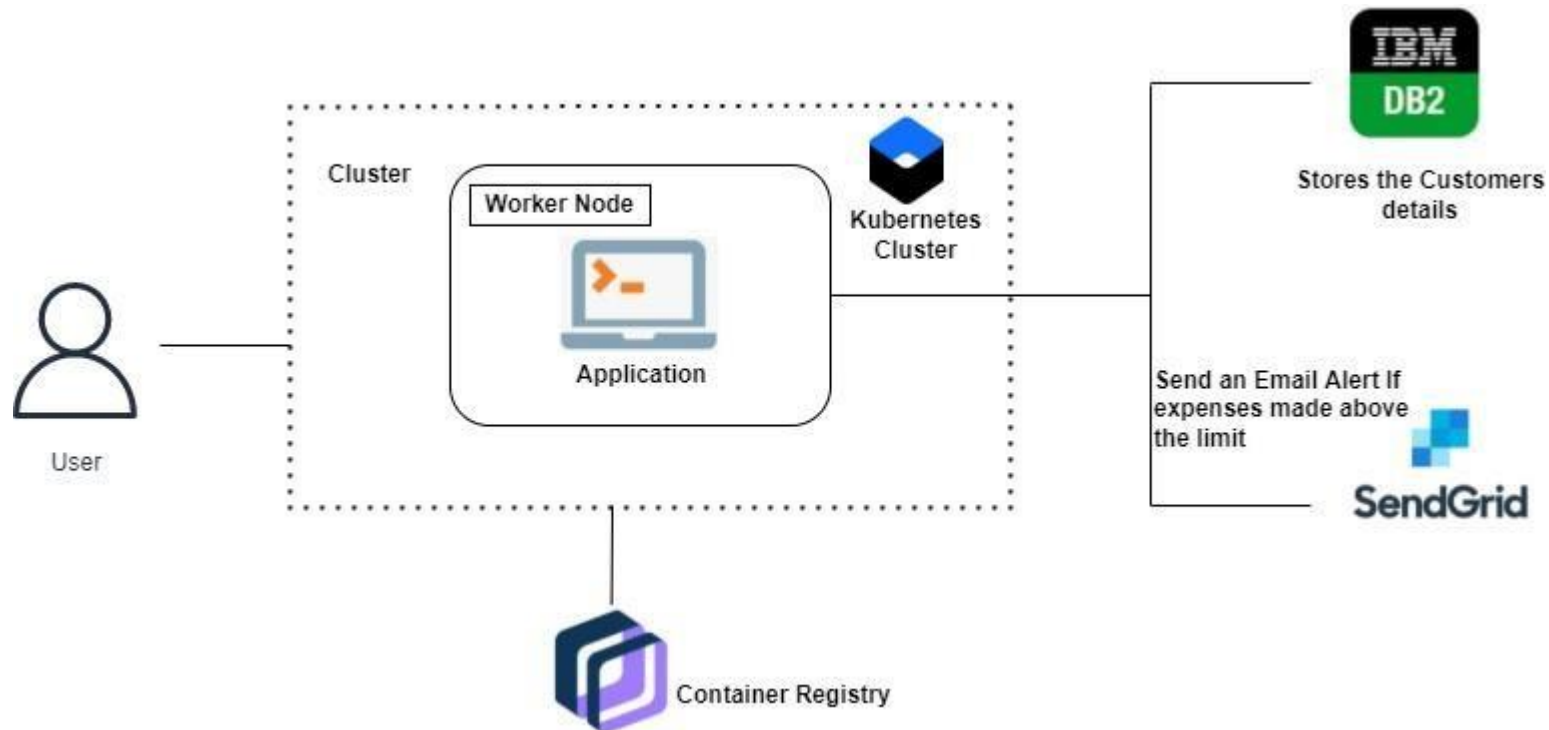 IBM
DB2
Stores the Customers
details
Cluster
Worker Node
Kubernetes
Cluster
Application
User
Send an Email Alert If
expenses made above
the limit
SendGrid
Container Registry